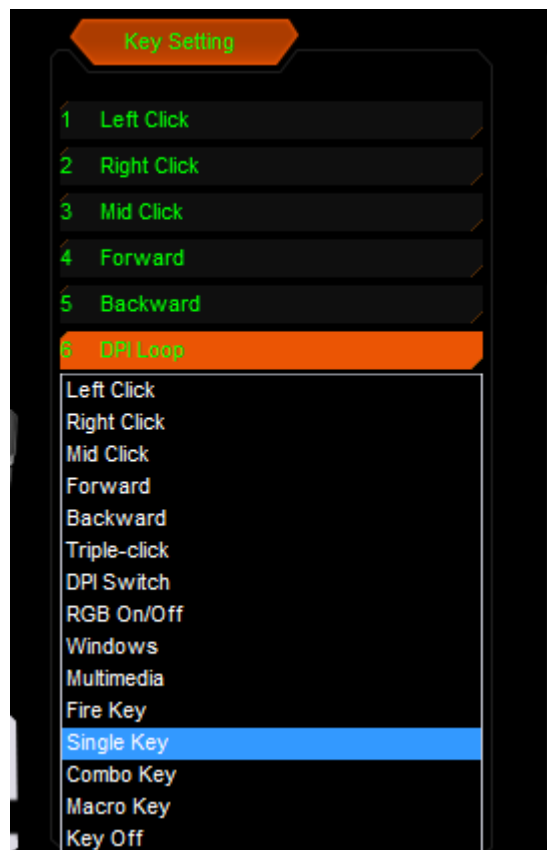 Key Setting
1 Left Click
2 Right Click
3 Mid Click
4 Forward
5 Backward
6 DPI Loop
Left Click
Right Click
Mid Click
Forward
Backward
Triple-click
DPI Switch
RGB On/Off
Windows
Multimedia
Fire Key
Single Key
Combo Key
Macro Key
Key Off